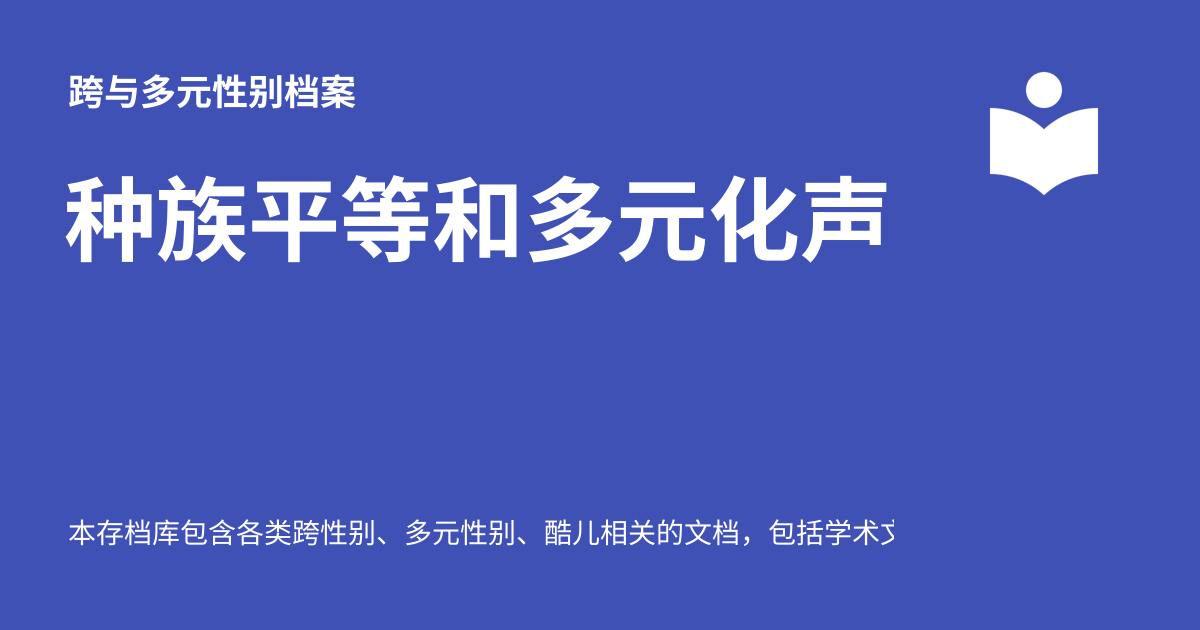 跨与多元性别档案
种族平等和多元化声
本存档库包含各类跨性别、多元性别、酷儿相关的文档，包括学术